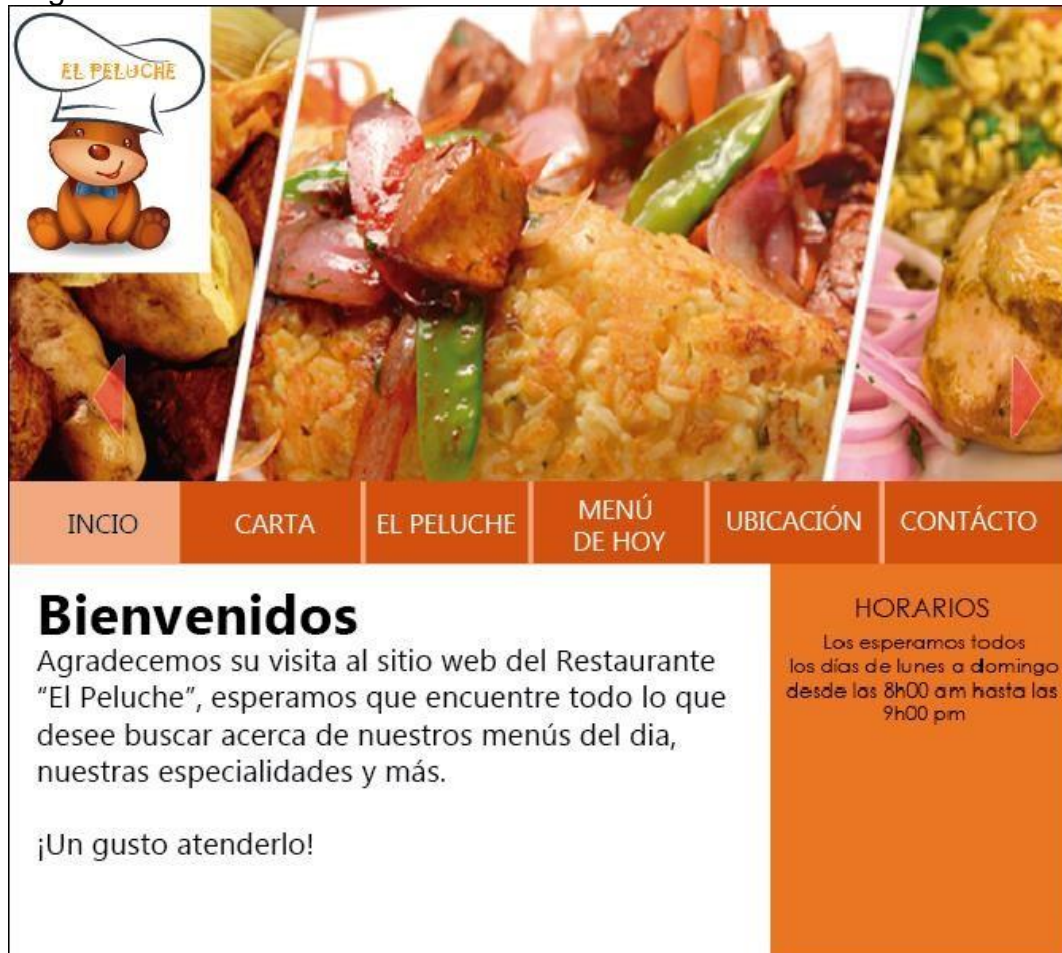 EL PELUCHE
INCIO
CARTA
EL PELUCHE
MENÚ
DE HOY
UBICACIÓN
CONTÁCTO
Bienvenidos
Agradecemos su visita al sitio web del Restaurante
“El Peluche”, esperamos que encuentre todo lo que
desee buscar acerca de nuestros menús del dia,
nuestras especialidades y más.
¡Un gusto atenderlo!
HORARIOS
Los esperamos todos
los días de lunes a domingo
desde las 8h00 am hasta las
9h00 pm